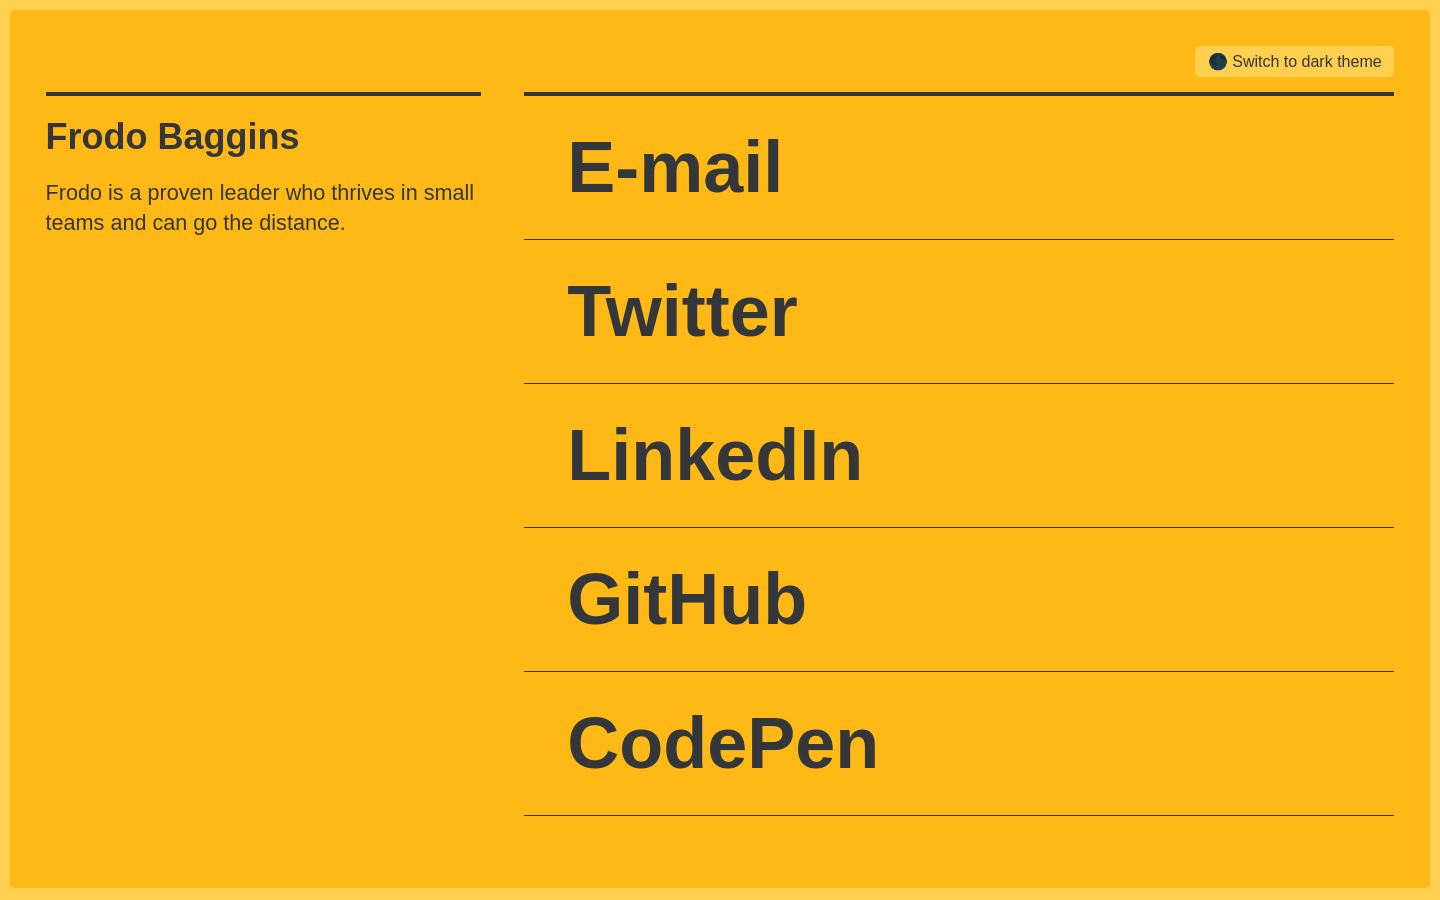 🌑 Switch to dark theme
Frodo Baggins
Frodo is a proven leader who thrives in small
teams and can go the distance.
E-mail
Twitter
LinkedIn
GitHub
CodePen